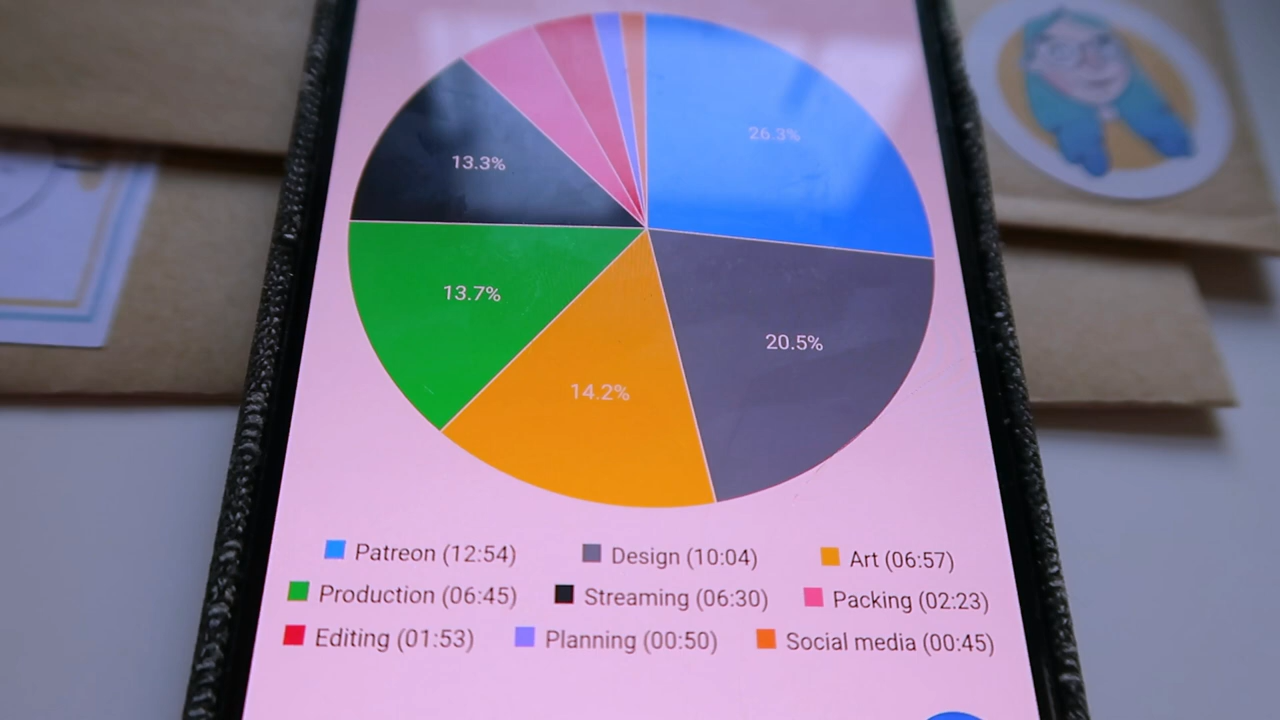 26.3%
13.3%
13.7%
20.5%
14.2%
Patreon (12:54) Design (10:04) Art (06:57)
Production (06:45) Streaming (06:30) Packing (02:23)
Editing (01:53) Planning (00:50) Social media (00:45)